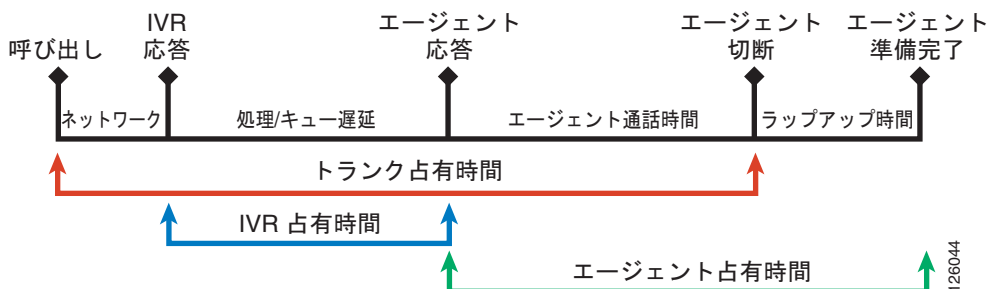 呼び出し
IVR
応答
エージェント
応答
エージェント
切断
エージェント
準備完了
ネットワーク
処理/キュー遅延
エージェント通話時間
ラップアップ時間
トランク占有時間
IVR 占有時間
エージェント占有時間
126044